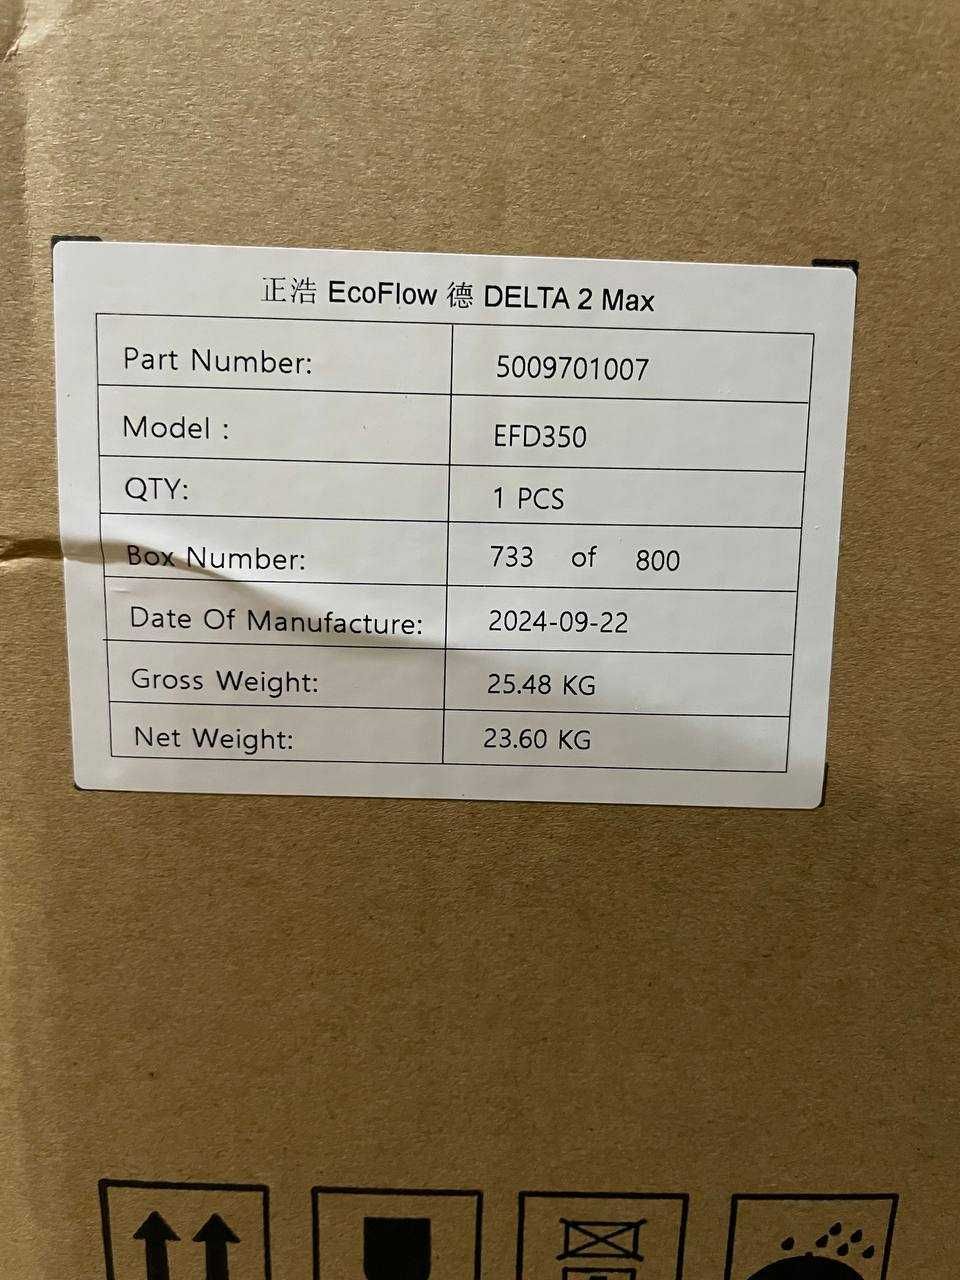 正浩 EcoFlow 德 DELTA 2 Max
Part Number: 5009701007
Model : EFD350
QTY: 1 PCS
Box Number: 733 of 800
Date Of Manufacture: 2024-09-22
Gross Weight: 25.48 KG
Net Weight: 23.60 KG